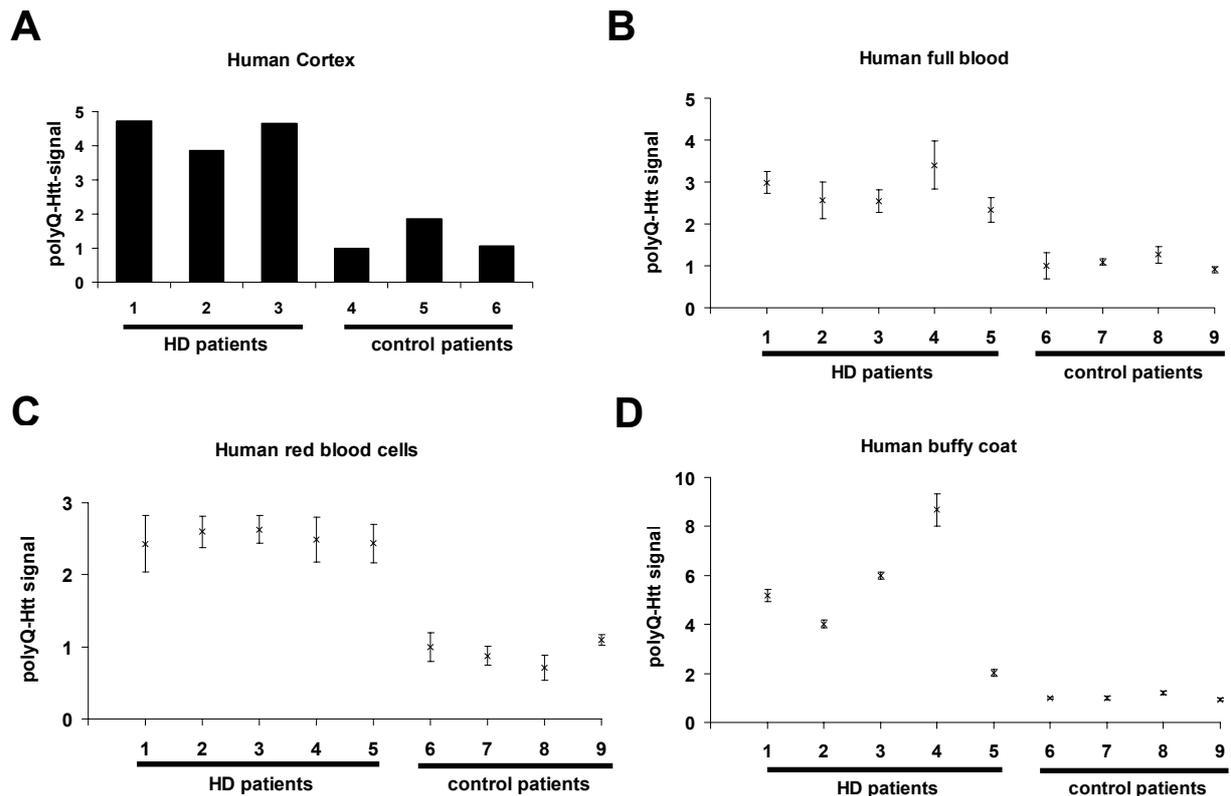 A
Human Cortex
polyQ-Htt-signal
5
4
3
2
1
0
1 2 3 4 5 6
HD patients control patients
B
Human full blood
polyQ-Htt signal
5
4
3
2
1
0
1 2 3 4 5 6 7 8 9
HD patients control patients
C
Human red blood cells
polyQ-Htt signal
3
2
1
0
1 2 3 4 5 6 7 8 9
HD patients control patients
D
Human buffy coat
polyQ-Htt signal
10
8
6
4
2
0
1 2 3 4 5 6 7 8 9
HD patients control patients